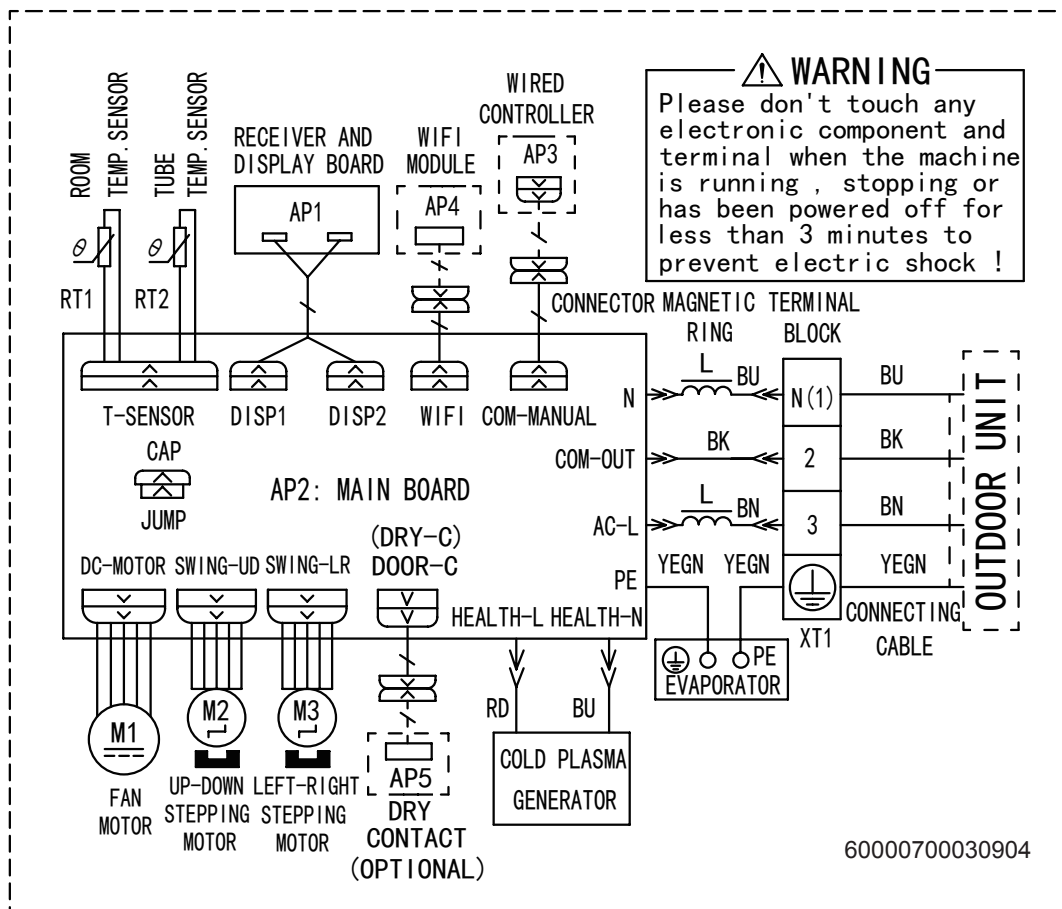 ROOM
TEMP. SENSOR
TUBE
TEMP. SENSOR
RECEIVER AND
DISPLAY BOARD
WIFI
MODULE
WIRED
CONTROLLER
WARNING
Please don't touch any
electronic component and
terminal when the machine
is running , stopping or
has been powered off for
less than 3 minutes to
prevent electric shock !
AP1
AP4
AP3
θ
θ
RT1
RT2
CONNECTOR
MAGNETIC
RING
TERMINAL
BLOCK
T-SENSOR
DISP1
DISP2
WIFI
COM-MANUAL
N
L
BU
N(1)
BU
CAP
JUMP
AP2: MAIN BOARD
COM-OUT
BK
2
BK
AC-L
L
BN
3
BN
OUTDOOR UNIT
DC-MOTOR
SWING-UD
SWING-LR
(DRY-C)
DOOR-C
PE
YEGN
YEGN
YEGN
HEALTH-L
HEALTH-N
XT1
CONNECTING
CABLE
PE
EVAPORATOR
M1
M2
M3
RD
BU
FAN
MOTOR
UP-DOWN
STEPPING
MOTOR
LEFT-RIGHT
STEPPING
MOTOR
AP5
DRY
CONTACT
(OPTIONAL)
COLD PLASMA
GENERATOR
60000700030904